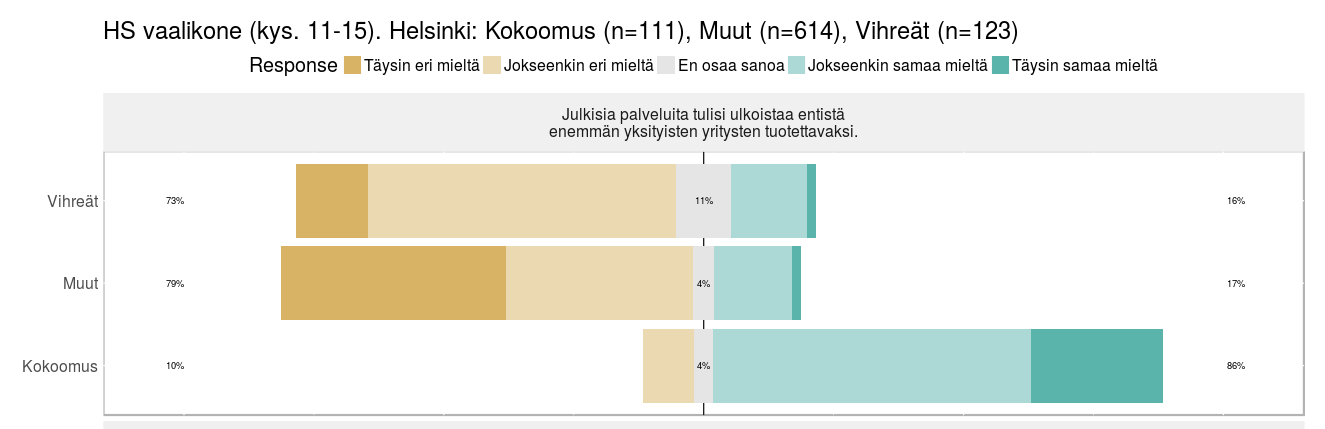 HS vaalikone (kys. 11-15). Helsinki: Kokoomus (n=111), Muut (n=614), Vihreät (n=123)
Response Täysin eri mieltä Jokseenkin eri mieltä En osaa sanoa Jokseenkin samaa mieltä Täysin samaa mieltä
Julkisia palveluita tulisi ulkoistaa entistä
enemmän yksityisten yritysten tuotettavaksi.
Vihreät 73% 11% 16%
Muut 79% 4% 17%
Kokoomus 10% 4% 86%